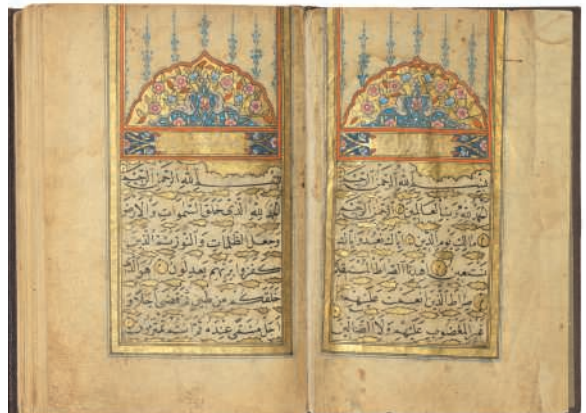 بسم الله الرحمن الرحيم
الحمد لله رب العالمين الرحمن الرحيم
مالك يوم الدين اياك نعبد واياك
نستعين اهدنا الصراط المستقيم
صراط الذين انعمت عليهم
غير المغضوب عليهم ولا الضالين
بسم الله الرحمن الرحيم
الحمد لله الذى خلق السموات والارض
وجعل الظلمات والنور ثم الذين
كفروا بربهم يعدلون هو الذى
خلقكم من طين ثم قضى اجلا و
اجل مسمى عنده ثم انتم تمترون